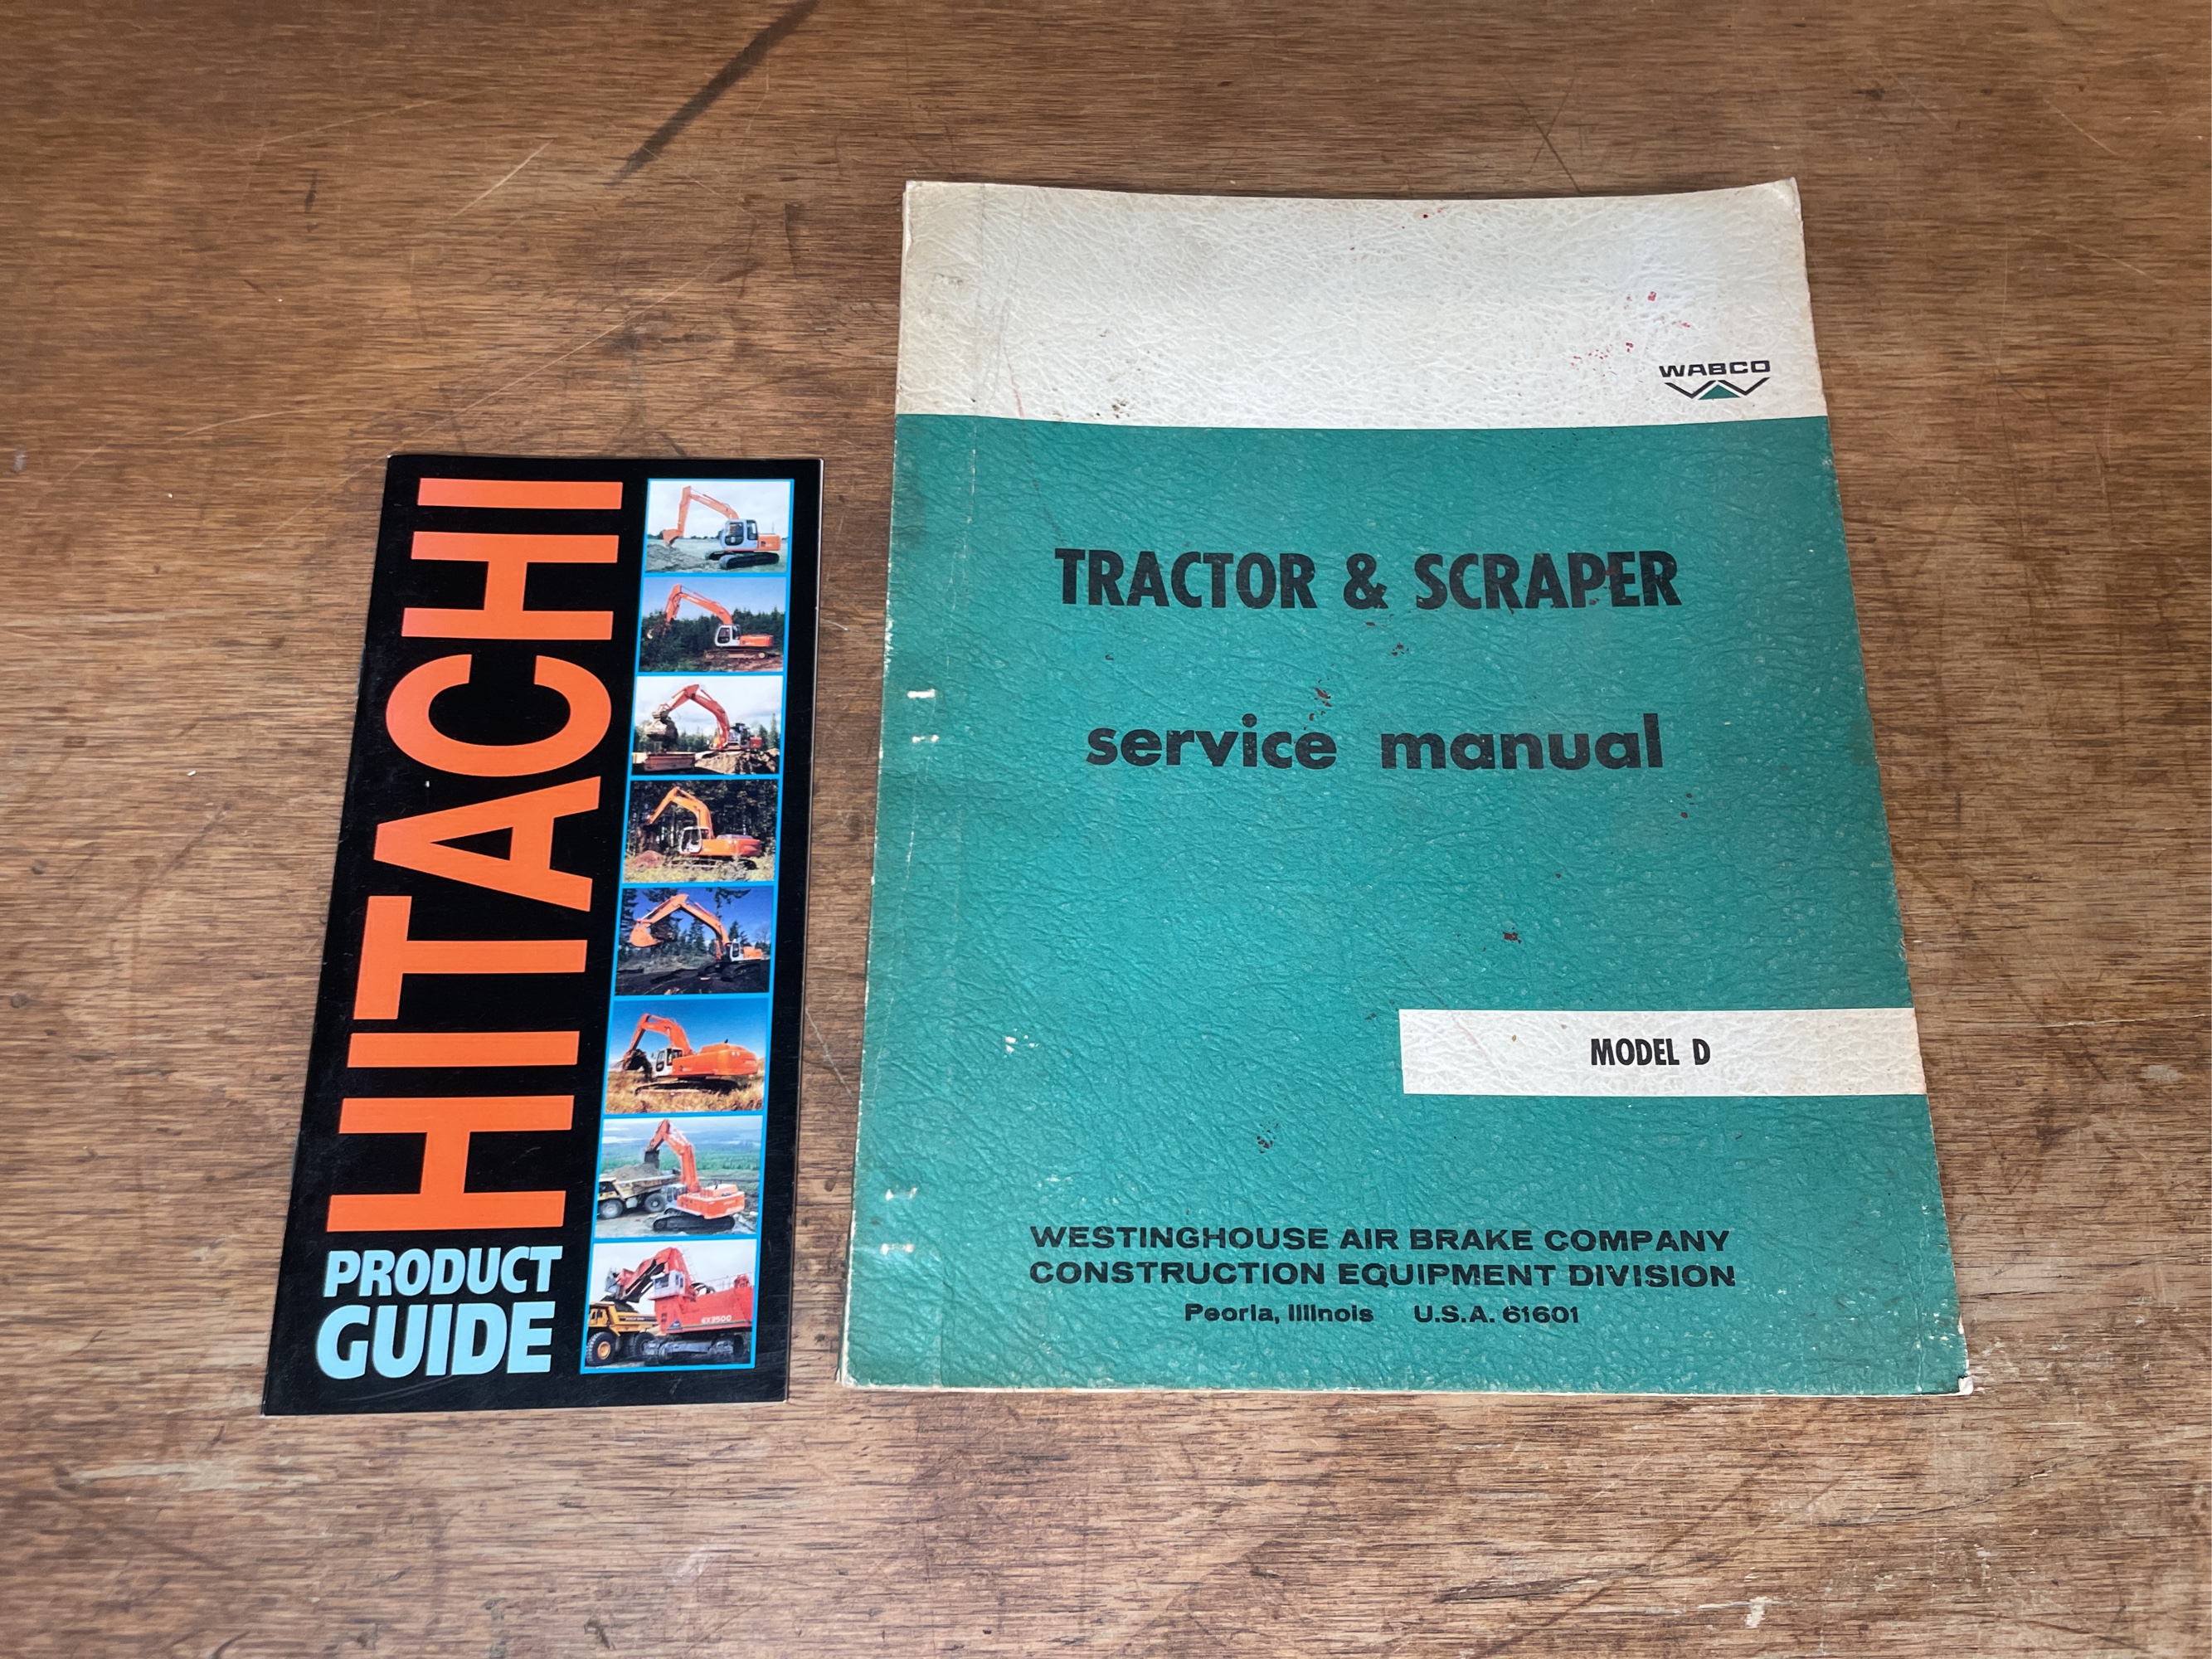 HITACHI
PRODUCT
GUIDE
EX3500
WABCO
TRACTOR & SCRAPER
service manual
MODEL D
WESTINGHOUSE AIR BRAKE COMPANY
CONSTRUCTION EQUIPMENT DIVISION
Peoria, Illinois U.S.A. 61601